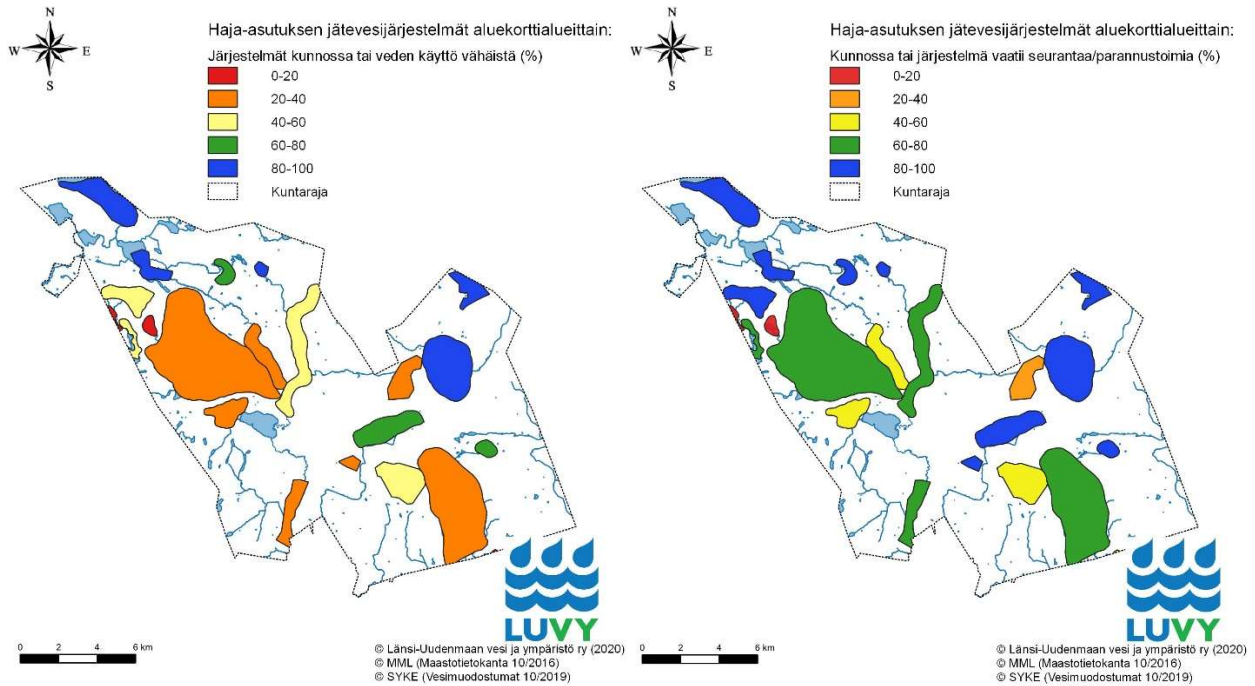 N
W E
S
Haja-asutuksen jätevesijärjestelmät aluekorttialueittain:
Järjestelmät kunnossa tai veden käyttö vähäistä (%)
0-20
20-40
40-60
60-80
80-100
Kuntaraja
0 2 4 6 km
LUVY
© Länsi-Uudenmaan vesi ja ympäristö ry (2020)
© MML (Maastotietokanta 10/2016)
© SYKE (Vesimuodostumat 10/2019)
N
W E
S
Haja-asutuksen jätevesijärjestelmät aluekorttialueittain:
Kunnossa tai järjestelmä vaatii seurantaa/parannustoimia (%)
0-20
20-40
40-60
60-80
80-100
Kuntaraja
0 2 4 6 km
LUVY
© Länsi-Uudenmaan vesi ja ympäristö ry (2020)
© MML (Maastotietokanta 10/2016)
© SYKE (Vesimuodostumat 10/2019)